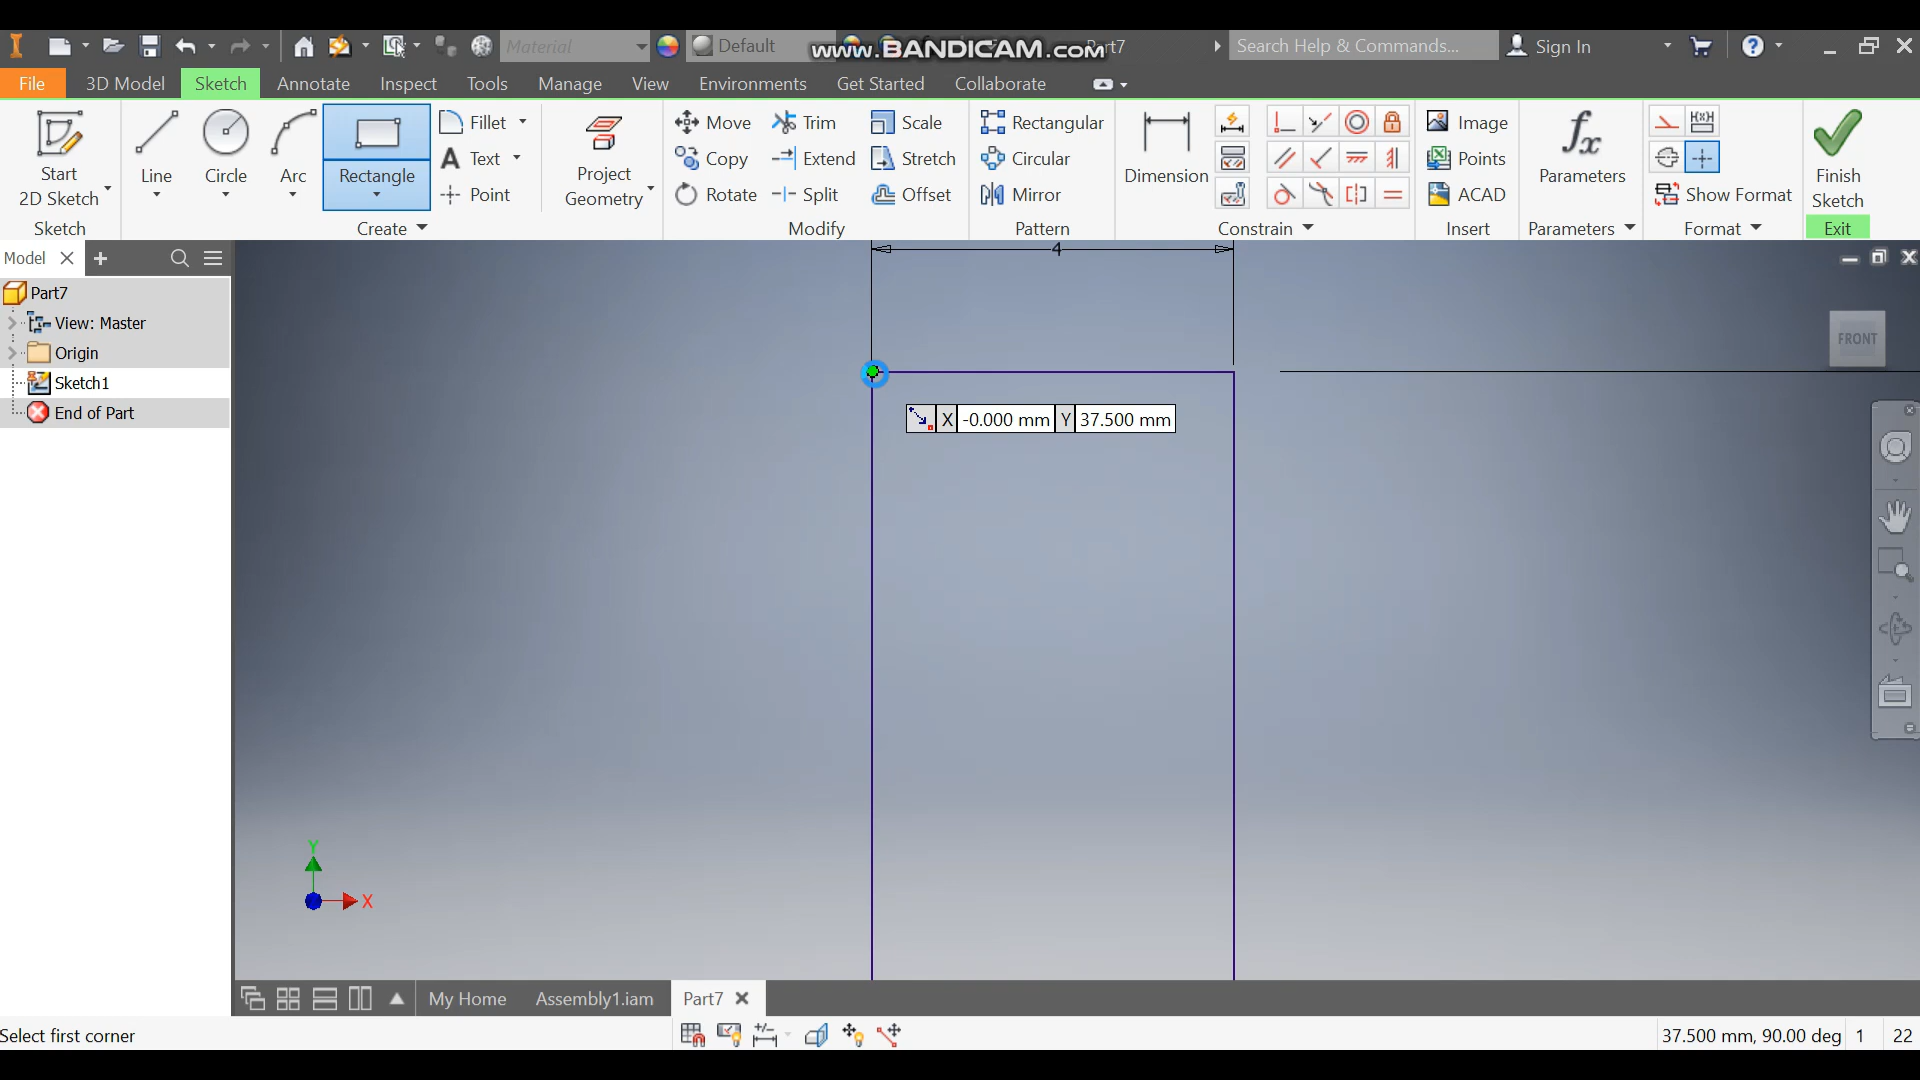 Material
Default
www.BANDICAM.com
Part7
Search Help & Commands...
Sign In
File
3D Model
Sketch
Annotate
Inspect
Tools
Manage
View
Environments
Get Started
Collaborate
Start
2D Sketch
Line
Circle
Arc
Rectangle
Fillet
Text
Point
Project
Geometry
Move
Copy
Rotate
Trim
Extend
Split
Scale
Stretch
Offset
Rectangular
Circular
Mirror
Dimension
Image
Points
ACAD
fx
Parameters
Show Format
Finish
Sketch
Sketch
Create
Modify
Pattern
Constrain
Insert
Parameters
Format
Exit
Model
Part7
View: Master
Origin
Sketch1
End of Part
4
FRONT
X -0.000 mm Y 37.500 mm
Y
X
My Home
Assembly1.iam
Part7
Select first corner
37.500 mm, 90.00 deg 1 22